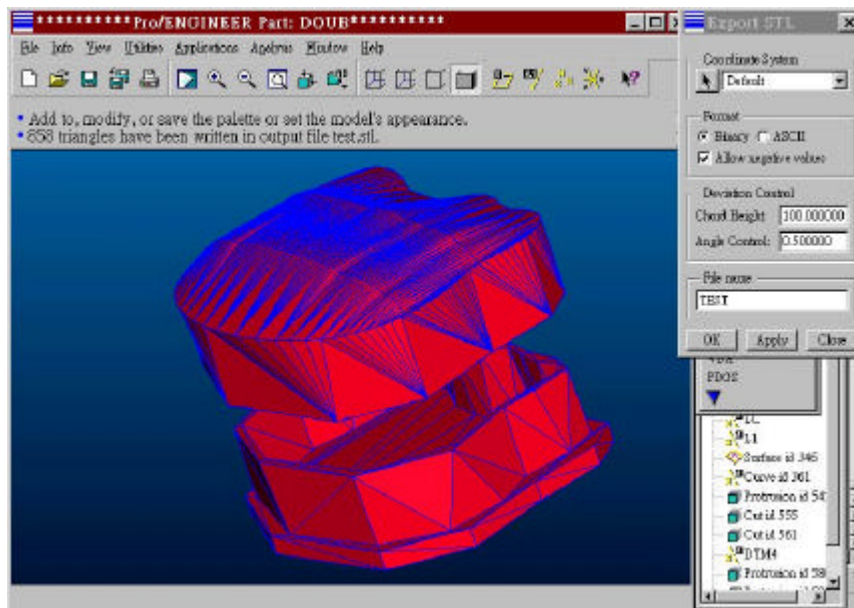 **********Pro/ENGINEER Part: DOUB**********
File Info View Utilities Applications Analysis Window Help
• Add to, modify, or save the palette or set the model's appearance.
• 858 triangles have been written in output file test.stl.
Export STL
Coordinate System
Default
Format
Binary ASCII
Allow negative values
Deviation Control
Chord Height 100.000000
Angle Control: 0.500000
File name
TEST
OK Apply Close
PDGS
L1
Surface id 346
Curve id 361
Protrusion id 54
Cut id 555
Cut id 561
DTM4
Protrusion id 58